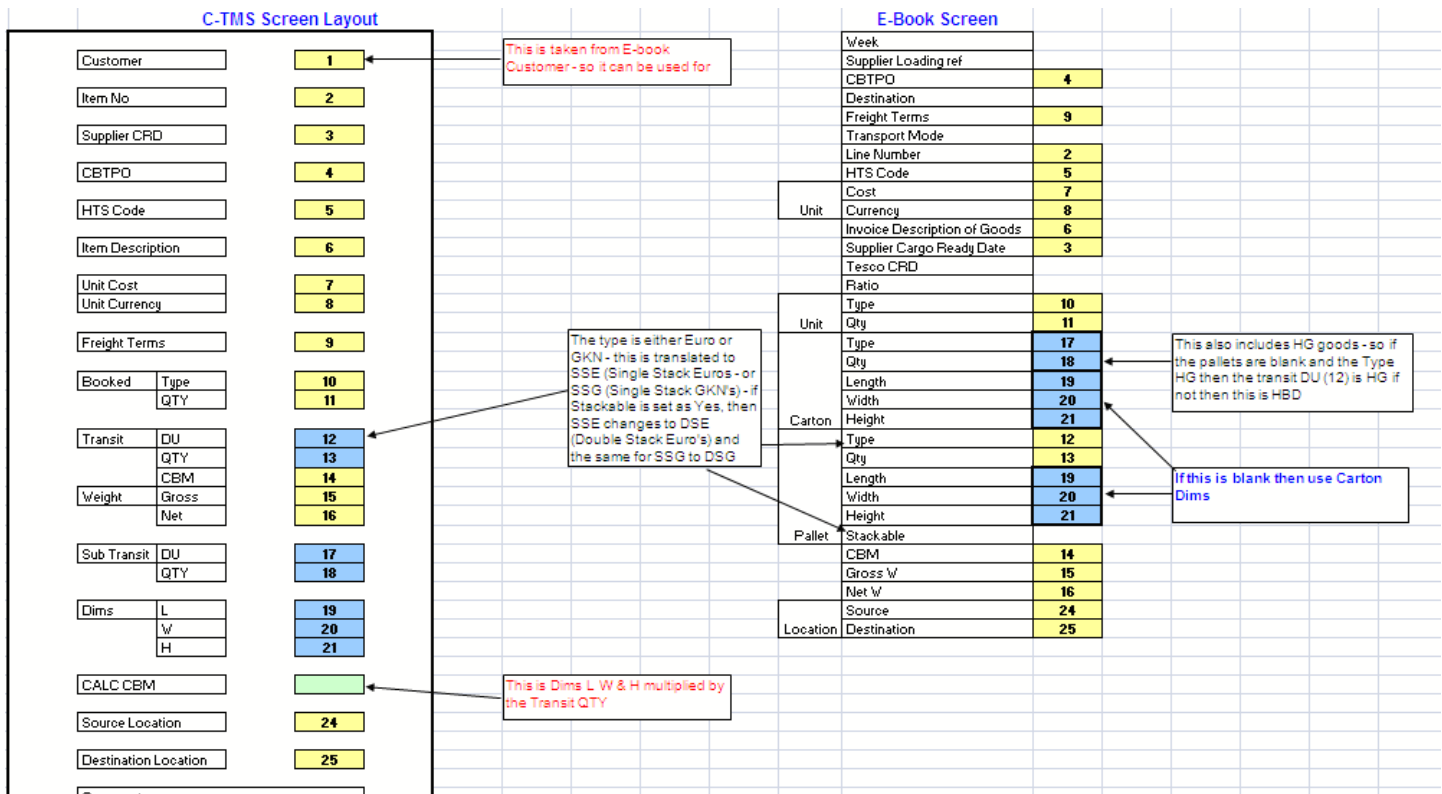 C-TMS Screen Layout
Customer 1
Item No 2
Supplier CRD 3
CBTPO 4
HTS Code 5
Item Description 6
Unit Cost 7
Unit Currency 8
Freight Terms 9
Booked Type 10
QTY 11
Transit DU 12
QTY 13
CBM 14
Weight Gross 15
Net 16
Sub Transit DU 17
QTY 18
Dims L 19
W 20
H 21
CALC CBM
Source Location 24
Destination Location 25
This is taken from E-book
Customer - so it can be used for
The type is either Euro or
GKN - this is translated to
SSE (Single Stack Euros - or
SSG (Single Stack GKN's) - if
Stackable is set as Yes, then
SSE changes to DSE
(Double Stack Euro's) and
the same for SSG to DSG
This is Dims L W & H multiplied by
the Transit QTY
E-Book Screen
Week
Supplier Loading ref
CBTPO 4
Destination
Freight Terms 9
Transport Mode
Line Number 2
HTS Code 5
Cost 7
Unit Currency 8
Invoice Description of Goods 6
Supplier Cargo Ready Date 3
Tesco CRD
Ratio
Type 10
Unit Qty 11
Type 17
Qty 18
Length 19
Width 20
Carton Height 21
Type 12
Qty 13
Length 19
Width 20
Height 21
Pallet Stackable
CBM 14
Gross W 15
Net W 16
Source 24
Location Destination 25
This also includes HG goods - so if
the pallets are blank and the Type
HG then the transit DU (12) is HG if
not then this is HBD
If this is blank then use Carton
Dims